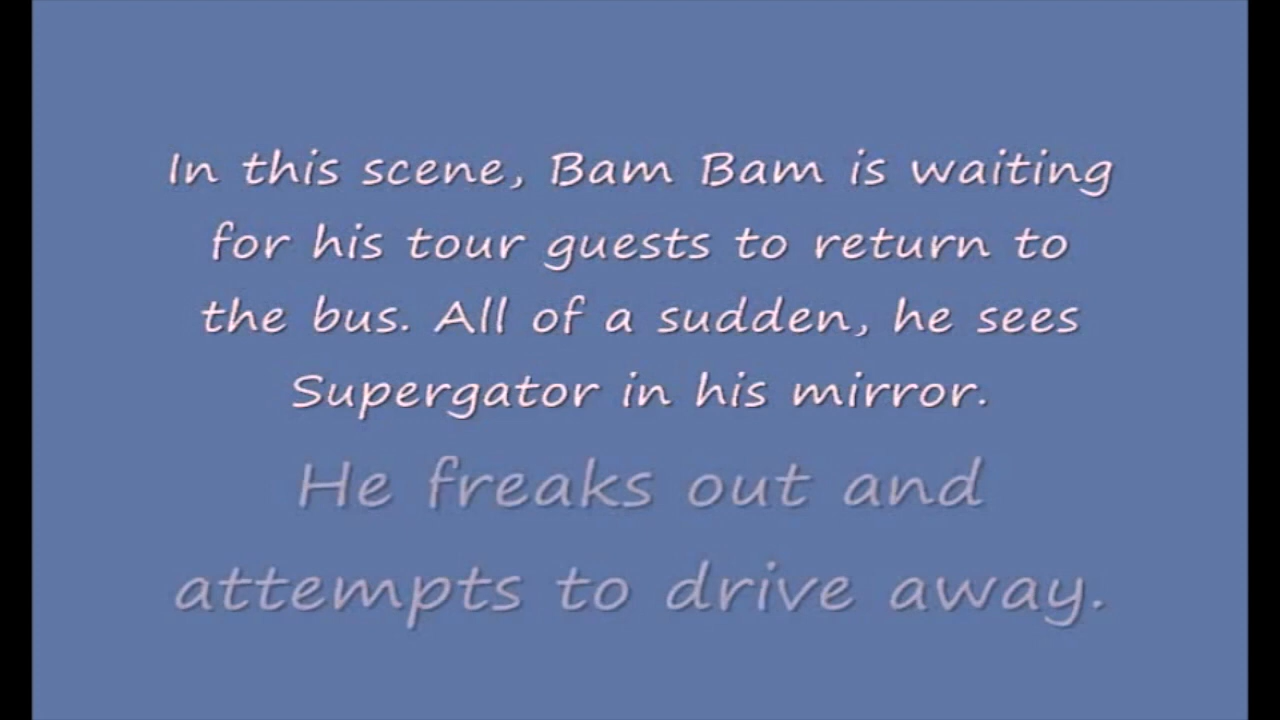 In this scene, Bam Bam is waiting
for his tour guests to return to
the bus. All of a sudden, he sees
Supergator in his mirror.
He freaks out and
attempts to drive away.